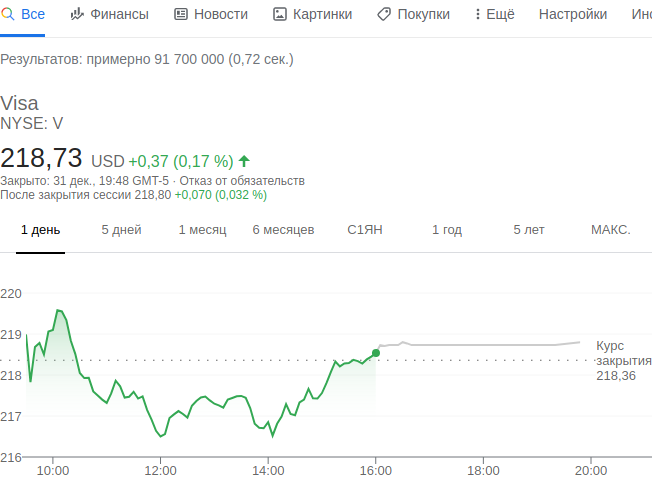 Все Финансы Новости Картинки Покупки Ещё Настройки Инс
Результатов: примерно 91 700 000 (0,72 сек.)
Visa
NYSE: V
218,73 USD +0,37 (0,17 %)
Закрыто: 31 дек., 19:48 GMT-5 · Отказ от обязательств
После закрытия сессии 218,80 +0,070 (0,032 %)
1 день 5 дней 1 месяц 6 месяцев С1ЯН 1 год 5 лет МАКС.
220
219
Курс
закрытия
218
218,36
217
216
10:00 12:00 14:00 16:00 18:00 20:00